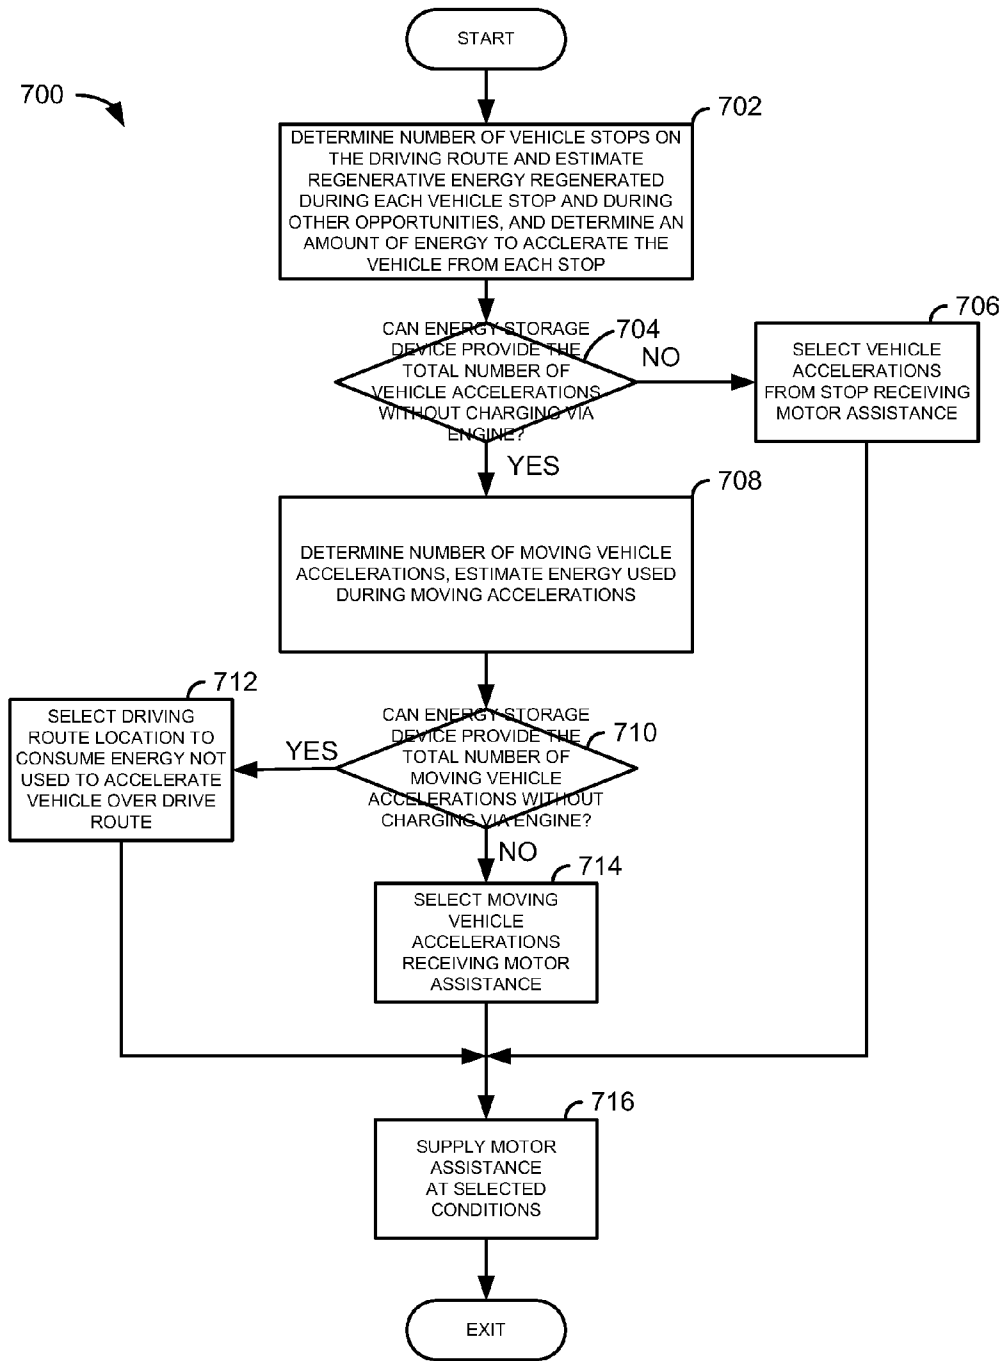 START
700
702
DETERMINE NUMBER OF VEHICLE STOPS ON
THE DRIVING ROUTE AND ESTIMATE
REGENERATIVE ENERGY REGENERATED
DURING EACH VEHICLE STOP AND DURING
OTHER OPPORTUNITIES, AND DETERMINE AN
AMOUNT OF ENERGY TO ACCLERATE THE
VEHICLE FROM EACH STOP
704
CAN ENERGY STORAGE
DEVICE PROVIDE THE
TOTAL NUMBER OF
VEHICLE ACCELERATIONS
WITHOUT CHARGING VIA
ENGINE?
NO
706
SELECT VEHICLE
ACCELERATIONS
FROM STOP RECEIVING
MOTOR ASSISTANCE
YES
708
DETERMINE NUMBER OF MOVING VEHICLE
ACCELERATIONS, ESTIMATE ENERGY USED
DURING MOVING ACCELERATIONS
712
SELECT DRIVING
ROUTE LOCATION TO
CONSUME ENERGY NOT
USED TO ACCELERATE
VEHICLE OVER DRIVE
ROUTE
YES
710
CAN ENERGY STORAGE
DEVICE PROVIDE THE
TOTAL NUMBER OF
MOVING VEHICLE
ACCELERATIONS WITHOUT
CHARGING VIA ENGINE?
NO
714
SELECT MOVING
VEHICLE
ACCELERATIONS
RECEIVING MOTOR
ASSISTANCE
716
SUPPLY MOTOR
ASSISTANCE
AT SELECTED
CONDITIONS
EXIT